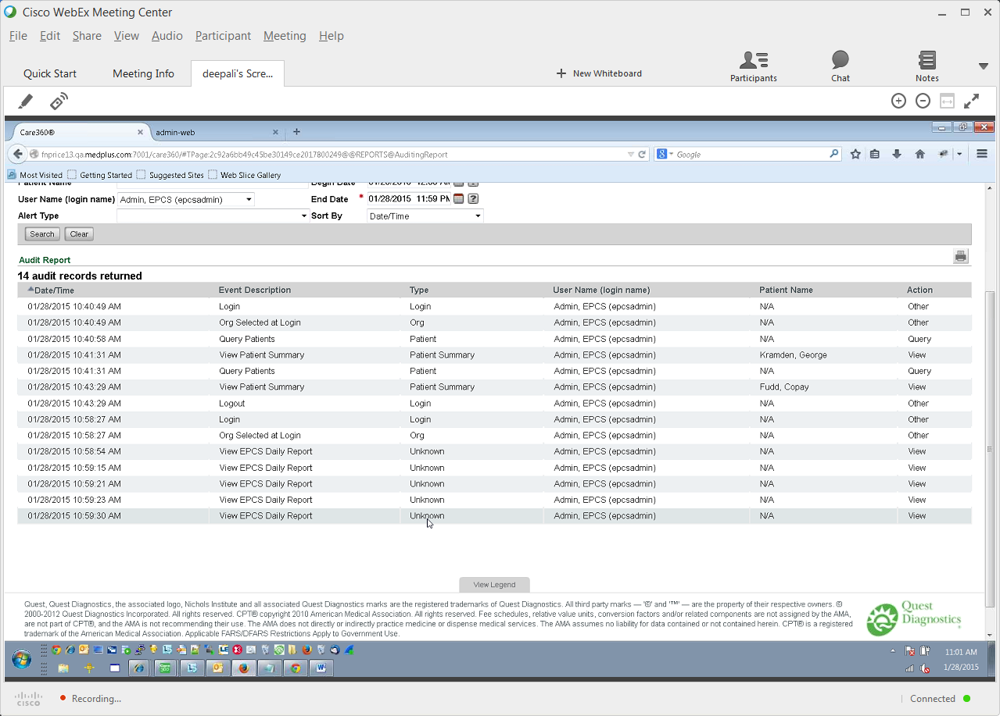 Cisco WebEx Meeting Center
File Edit Share View Audio Participant Meeting Help
Quick Start Meeting Info deepali's Scre... New Whiteboard Participants Chat Notes
Care360® admin-web
fnprice13.qa.medplus.com:7001/care360/#TPage:2c92a6bb49c45be30149ce2017800249@@REPORTS@AuditingReport Google
Most Visited Getting Started Suggested Sites Web Slice Gallery
Patient Name Begin Date 01/28/2015 12:00 AM
User Name (login name) Admin, EPCS (epcsadmin) End Date * 01/28/2015 11:59 PM
Alert Type Sort By Date/Time
Search Clear
Audit Report
14 audit records returned
Date/Time Event Description Type User Name (login name) Patient Name Action
01/28/2015 10:40:49 AM Login Login Admin, EPCS (epcsadmin) N/A Other
01/28/2015 10:40:49 AM Org Selected at Login Org Admin, EPCS (epcsadmin) N/A Other
01/28/2015 10:40:58 AM Query Patients Patient Admin, EPCS (epcsadmin) N/A Query
01/28/2015 10:41:31 AM View Patient Summary Patient Summary Admin, EPCS (epcsadmin) Kramden, George View
01/28/2015 10:41:31 AM Query Patients Patient Admin, EPCS (epcsadmin) N/A Query
01/28/2015 10:43:29 AM View Patient Summary Patient Summary Admin, EPCS (epcsadmin) Fudd, Copay View
01/28/2015 10:43:29 AM Logout Login Admin, EPCS (epcsadmin) N/A Other
01/28/2015 10:58:27 AM Login Login Admin, EPCS (epcsadmin) N/A Other
01/28/2015 10:58:27 AM Org Selected at Login Org Admin, EPCS (epcsadmin) N/A Other
01/28/2015 10:58:54 AM View EPCS Daily Report Unknown Admin, EPCS (epcsadmin) N/A View
01/28/2015 10:59:15 AM View EPCS Daily Report Unknown Admin, EPCS (epcsadmin) N/A View
01/28/2015 10:59:21 AM View EPCS Daily Report Unknown Admin, EPCS (epcsadmin) N/A View
01/28/2015 10:59:23 AM View EPCS Daily Report Unknown Admin, EPCS (epcsadmin) N/A View
01/28/2015 10:59:30 AM View EPCS Daily Report Unknown Admin, EPCS (epcsadmin) N/A View
View Legend
Quest, Quest Diagnostics, the associated logo, Nichols Institute and all associated Quest Diagnostics marks are the registered trademarks of Quest Diagnostics. All third party marks — '®' and '™' — are the property of their respective owners. ©
2000-2012 Quest Diagnostics Incorporated. All rights reserved. CPT® copyright 2010 American Medical Association. All rights reserved. Fee schedules, relative value units, conversion factors and/or related components are not assigned by the AMA,
are not part of CPT®, and the AMA is not recommending their use. The AMA does not directly or indirectly practice medicine or dispense medical services. The AMA assumes no liability for data contained or not contained herein. CPT® is a registered
trademark of the American Medical Association. Applicable FARS/DFARS Restrictions Apply to Government Use.
Quest
Diagnostics
11:01 AM
1/28/2015
cisco Recording... Connected